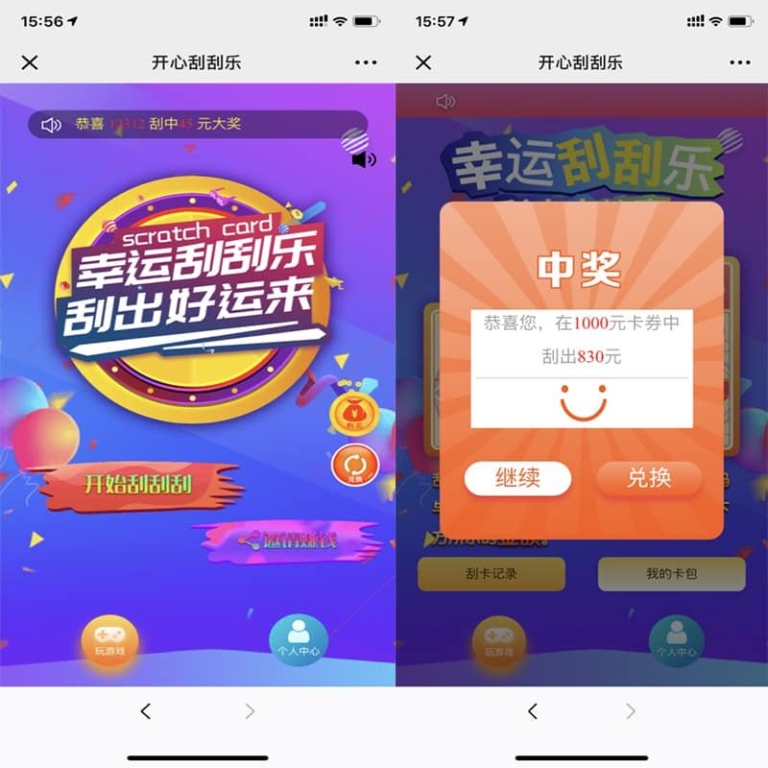 15:56
开心刮刮乐
恭喜 12312 刮中45 元大奖
scratch card
幸运刮刮乐
刮出好运来
兑换
开始刮刮刮
邀请赚钱
玩游戏
个人中心
15:57
开心刮刮乐
幸运刮刮乐
中奖
恭喜您，在1000元卡券中
刮出830元
继续
兑换
刮卡记录
我的卡包
玩游戏
个人中心